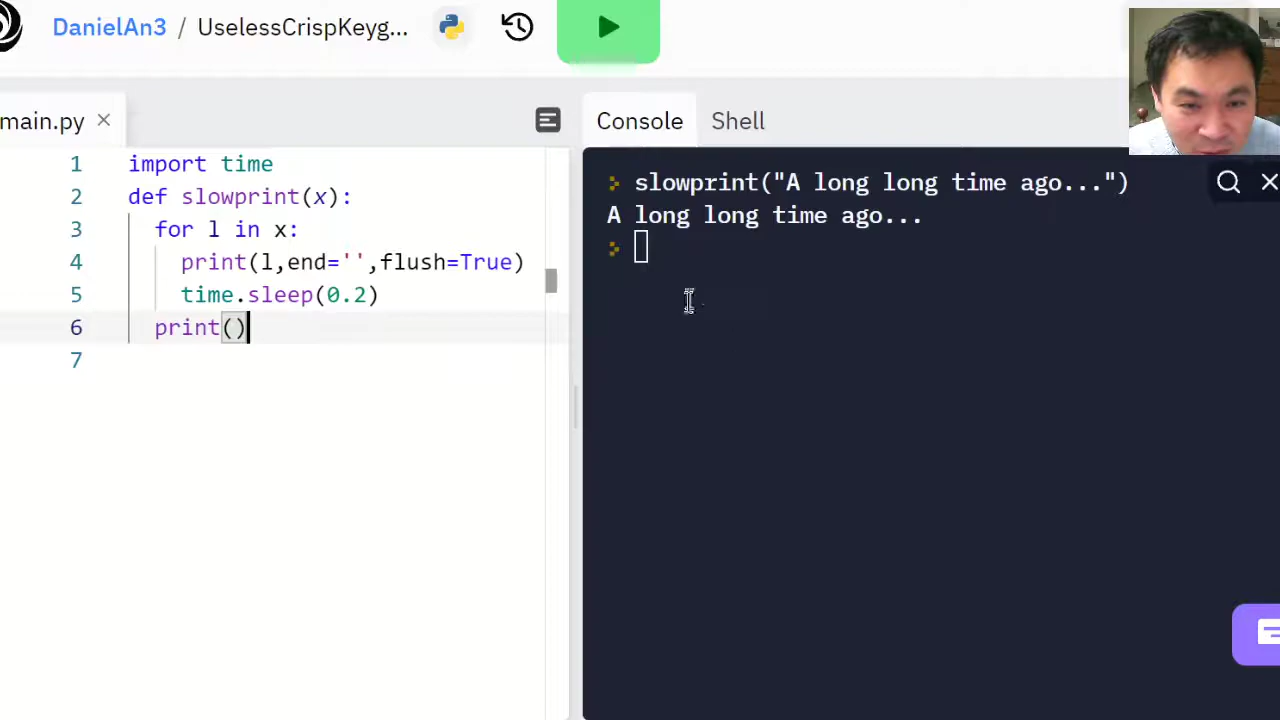 DanielAn3 / UselessCrispKeyg...
main.py
Console Shell
1 import time
2 def slowprint(x):
3 for l in x:
4 print(l,end='',flush=True)
5 time.sleep(0.2)
6 print()
7
slowprint("A long long time ago...")
A long long time ago...